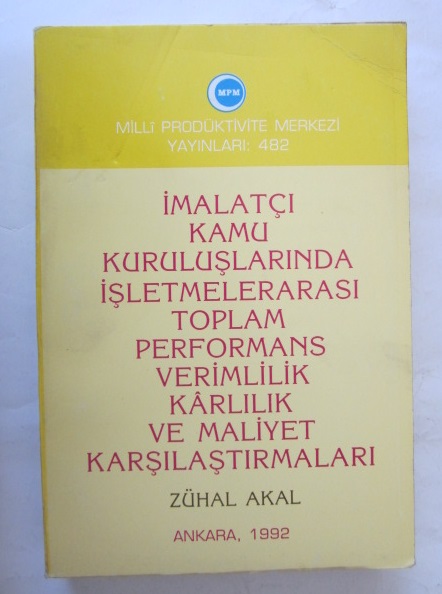 MPM
MİLLÎ PRODÜKTİVİTE MERKEZİ
YAYINLARI: 482
İMALATÇI
KAMU
KURULUŞLARINDA
İŞLETMELERARASI
TOPLAM
PERFORMANS
VERİMLİLİK
KÂRLILIK
VE MALİYET
KARŞILAŞTIRMALARI
ZÜHAL AKAL
ANKARA, 1992